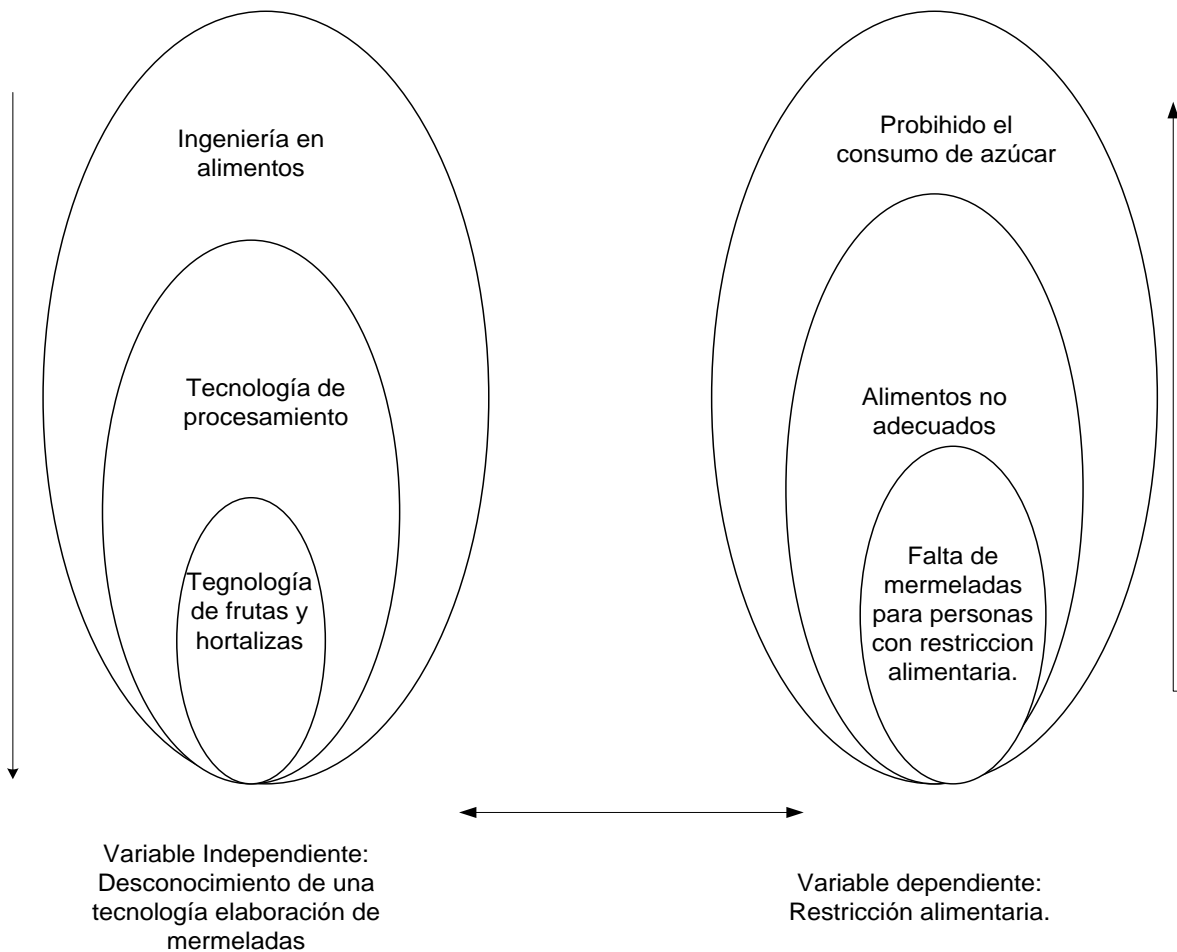 Ingeniería en
alimentos
Tecnología de
procesamiento
Tegnología
de frutas y
hortalizas
Variable Independiente:
Desconocimiento de una
tecnología elaboración de
mermeladas
Probihido el
consumo de azúcar
Alimentos no
adecuados
Falta de
mermeladas
para personas
con restriccion
alimentaria.
Variable dependiente:
Restricción alimentaria.